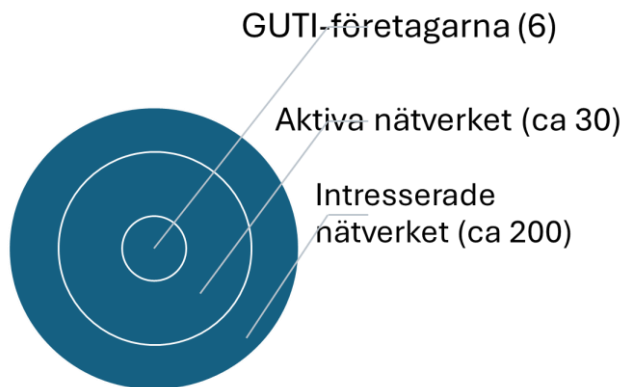 GUTI-företagarna (6)
Aktiva nätverket (ca 30)
Intresserade
nätverket (ca 200)